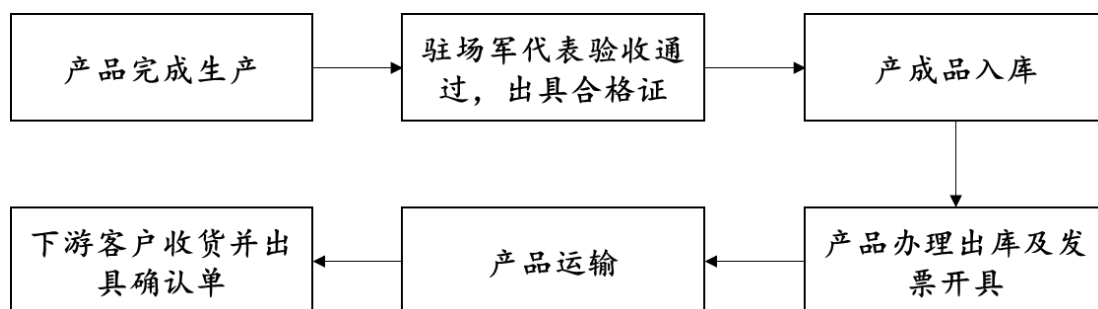 产品完成生产
驻场军代表验收通
过，出具合格证
产成品入库
产品办理出库及发
票开具
产品运输
下游客户收货并出
具确认单